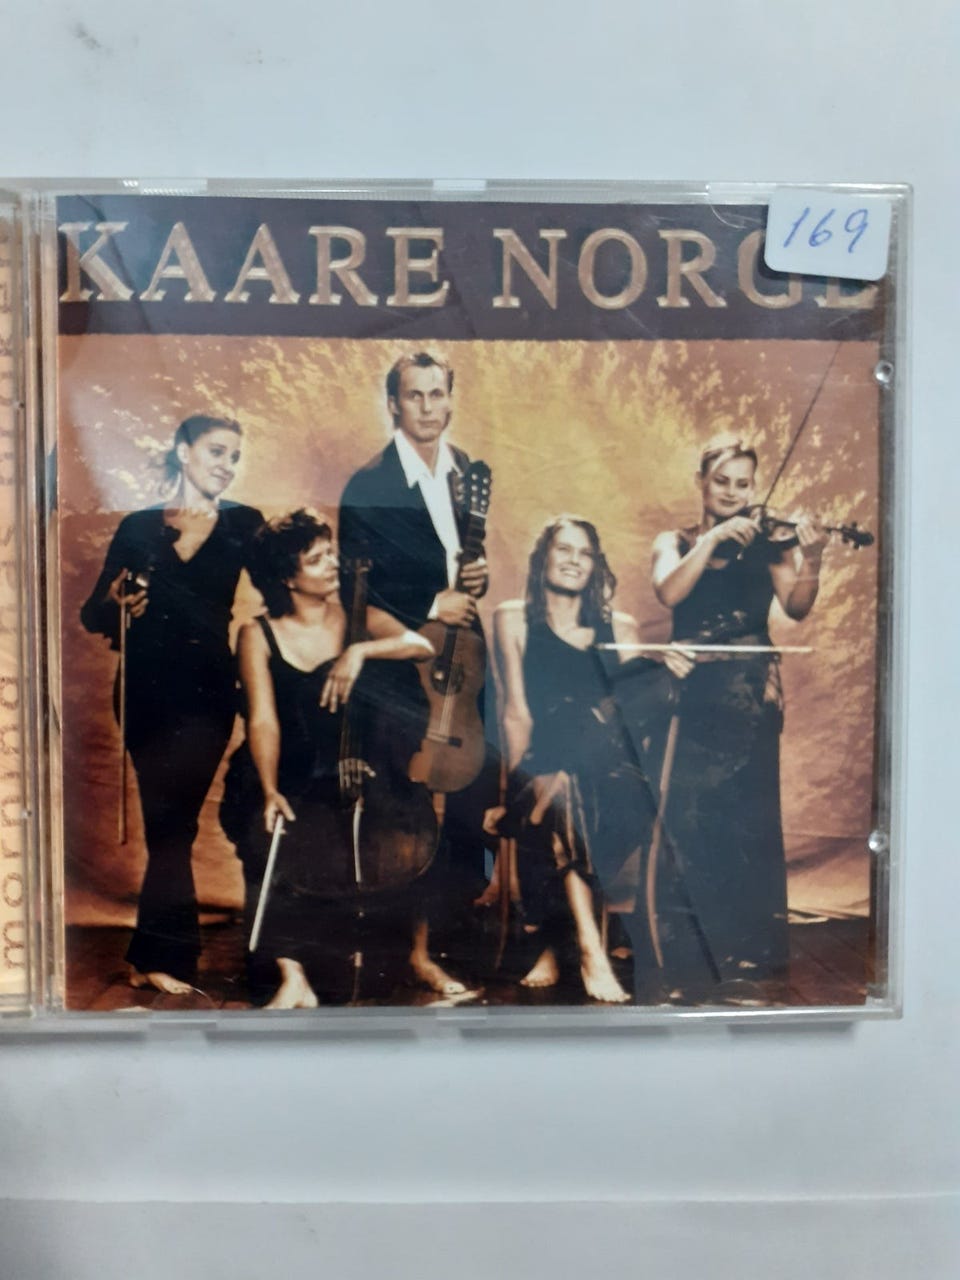 KAARE NORGE
169
morning has broken